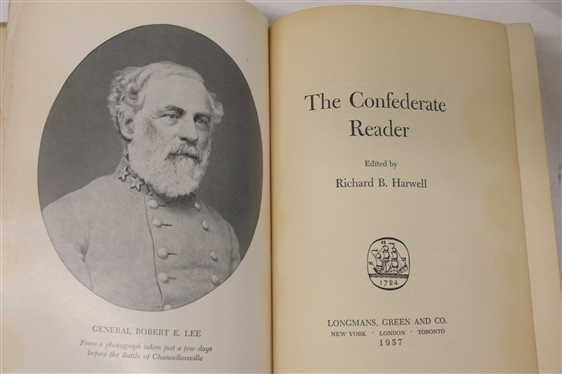 GENERAL ROBERT E. LEE
From a photograph taken just a few days
before the Battle of Chancellorsville
The Confederate
Reader
Edited by
Richard B. Harwell
1724
LONGMANS, GREEN AND CO.
NEW YORK · LONDON · TORONTO
1957